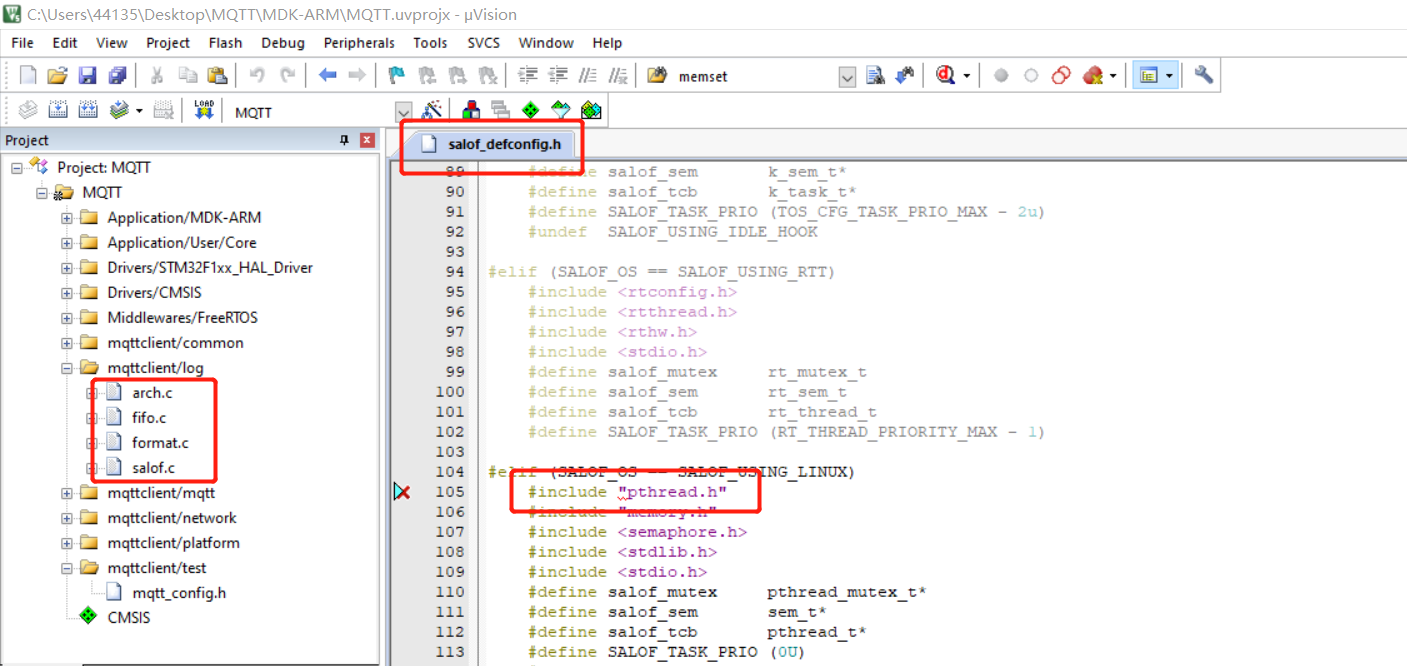 C:\Users\44135\Desktop\MQTT\MDK-ARM\MQTT.uvprojx - µVision
File Edit View Project Flash Debug Peripherals Tools SVCS Window Help
memset
LOAD
MQTT
Project
Project: MQTT
MQTT
Application/MDK-ARM
Application/User/Core
Drivers/STM32F1xx_HAL_Driver
Drivers/CMSIS
Middlewares/FreeRTOS
mqttclient/common
mqttclient/log
arch.c
fifo.c
format.c
salof.c
mqttclient/mqtt
mqttclient/network
mqttclient/platform
mqttclient/test
mqtt_config.h
CMSIS
salof_defconfig.h
89 #define salof_sem k_sem_t*
90 #define salof_tcb k_task_t*
91 #define SALOF_TASK_PRIO (TOS_CFG_TASK_PRIO_MAX - 2u)
92 #undef SALOF_USING_IDLE_HOOK
93
94 #elif (SALOF_OS == SALOF_USING_RTT)
95 #include <rtconfig.h>
96 #include <rtthread.h>
97 #include <rthw.h>
98 #include <stdio.h>
99 #define salof_mutex rt_mutex_t
100 #define salof_sem rt_sem_t
101 #define salof_tcb rt_thread_t
102 #define SALOF_TASK_PRIO (RT_THREAD_PRIORITY_MAX - 1)
103
104 #elif (SALOF_OS == SALOF_USING_LINUX)
105 #include "pthread.h"
106 #include "memory.h"
107 #include <semaphore.h>
108 #include <stdlib.h>
109 #include <stdio.h>
110 #define salof_mutex pthread_mutex_t*
111 #define salof_sem sem_t*
112 #define salof_tcb pthread_t*
113 #define SALOF_TASK_PRIO (0U)